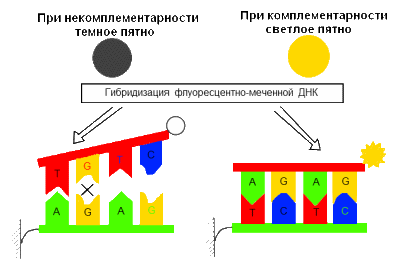 При некомплементарности
темное пятно
При комплементарности
светлое пятно
Гибридизация флуоресцентно-меченной ДНК
T G T C
A G A G
A G A G
T C T C